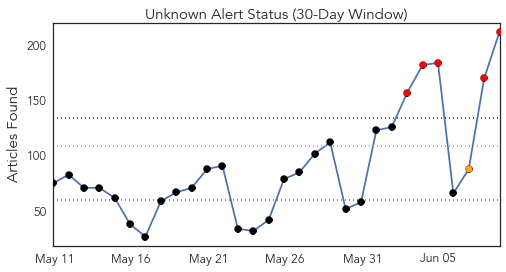 Unknown Alert Status (30-Day Window)
Articles Found
200
150
100
50
May 11 May 16 May 21 May 26 May 31 Jun 05